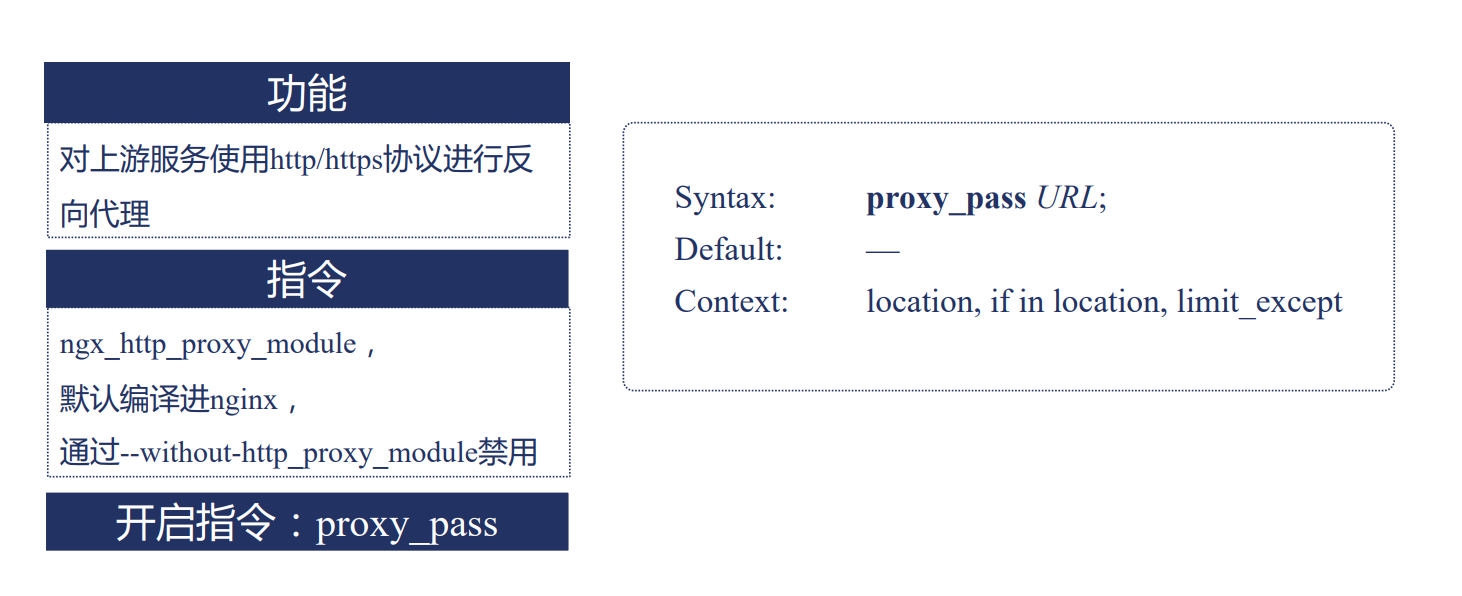 功能
对上游服务使用http/https协议进行反
向代理
指令
ngx_http_proxy_module，
默认编译进nginx，
通过--without-http_proxy_module禁用
开启指令：proxy_pass
Syntax: proxy_pass URL;
Default: —
Context: location, if in location, limit_except